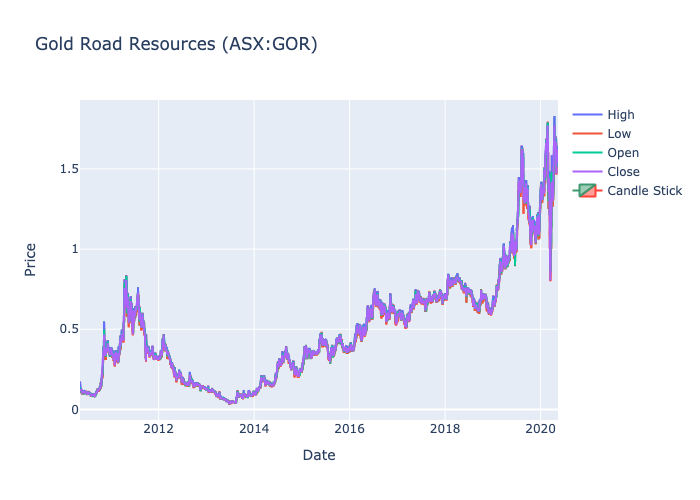 Gold Road Resources (ASX:GOR)
High
Low
Open
Close
Candle Stick
Price
1.5
1
0.5
0
2012
2014
2016
2018
2020
Date